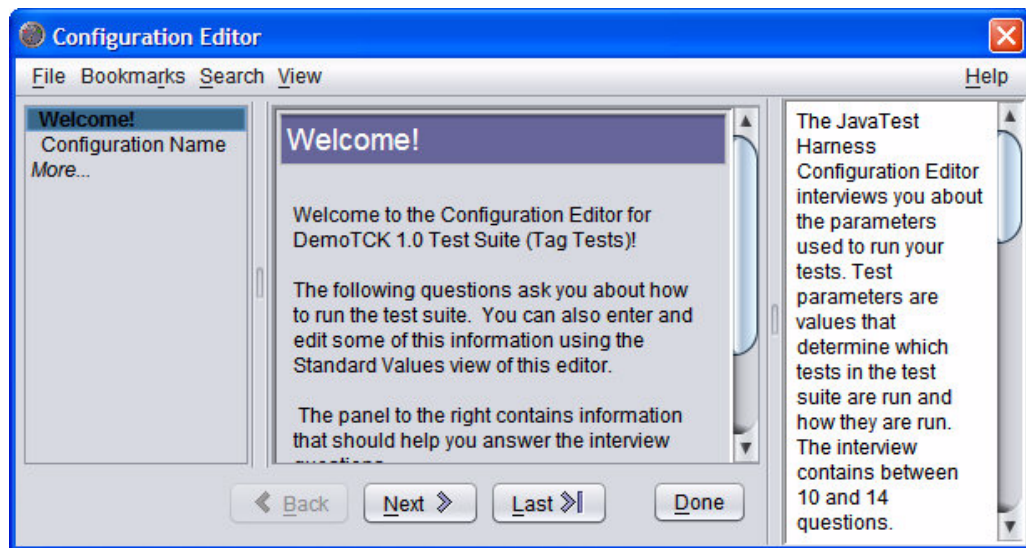 Configuration Editor
File Bookmarks Search View Help
Welcome!
Configuration Name
More...
Welcome!
Welcome to the Configuration Editor for
DemoTCK 1.0 Test Suite (Tag Tests)!
The following questions ask you about how
to run the test suite. You can also enter and
edit some of this information using the
Standard Values view of this editor.
The panel to the right contains information
that should help you answer the interview
Back Next Last Done
The JavaTest
Harness
Configuration Editor
interviews you about
the parameters
used to run your
tests. Test
parameters are
values that
determine which
tests in the test
suite are run and
how they are run.
The interview
contains between
10 and 14
questions.